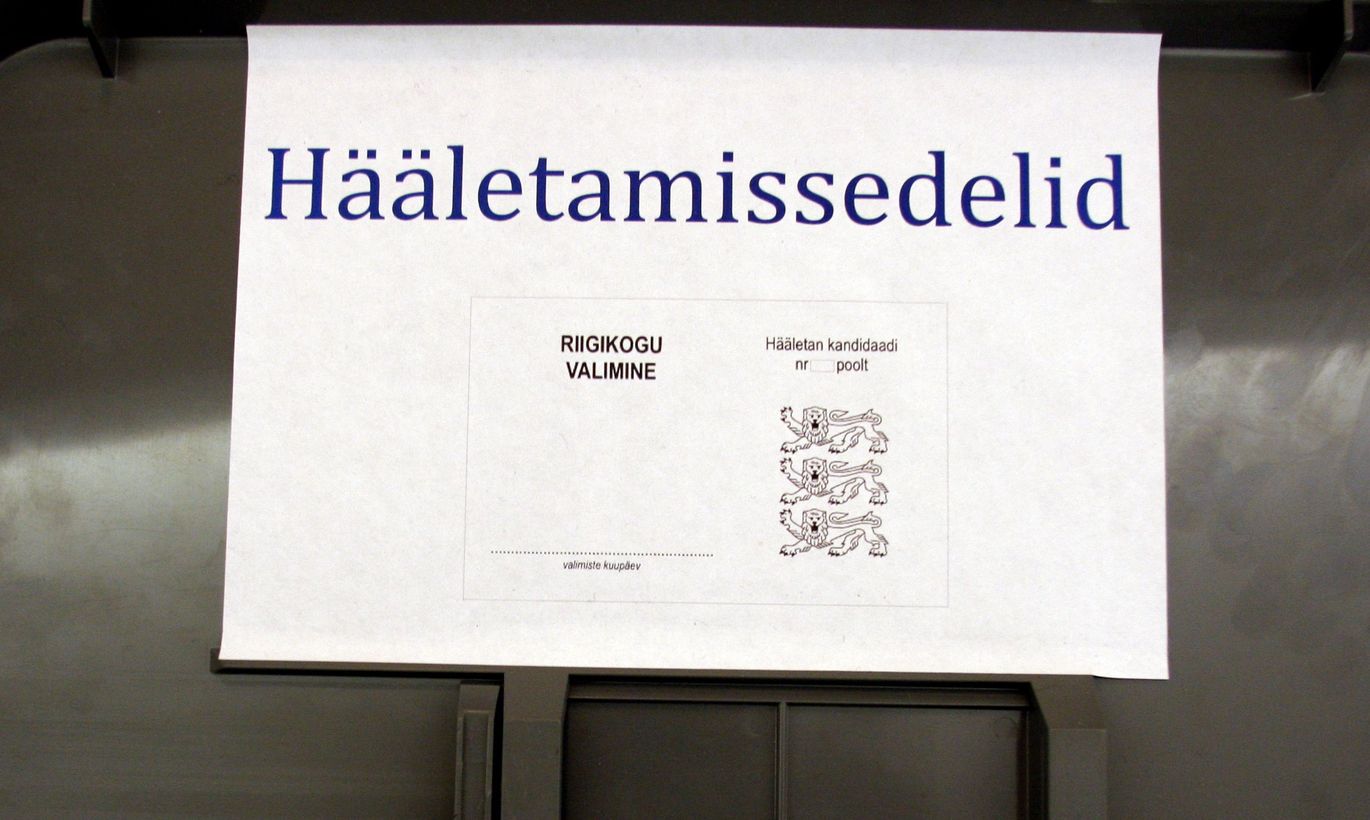 Hääletamissedelid
RIIGIKOGU
VALIMINE
valimiste kuupäev
Hääletan kandidaadi
nr poolt